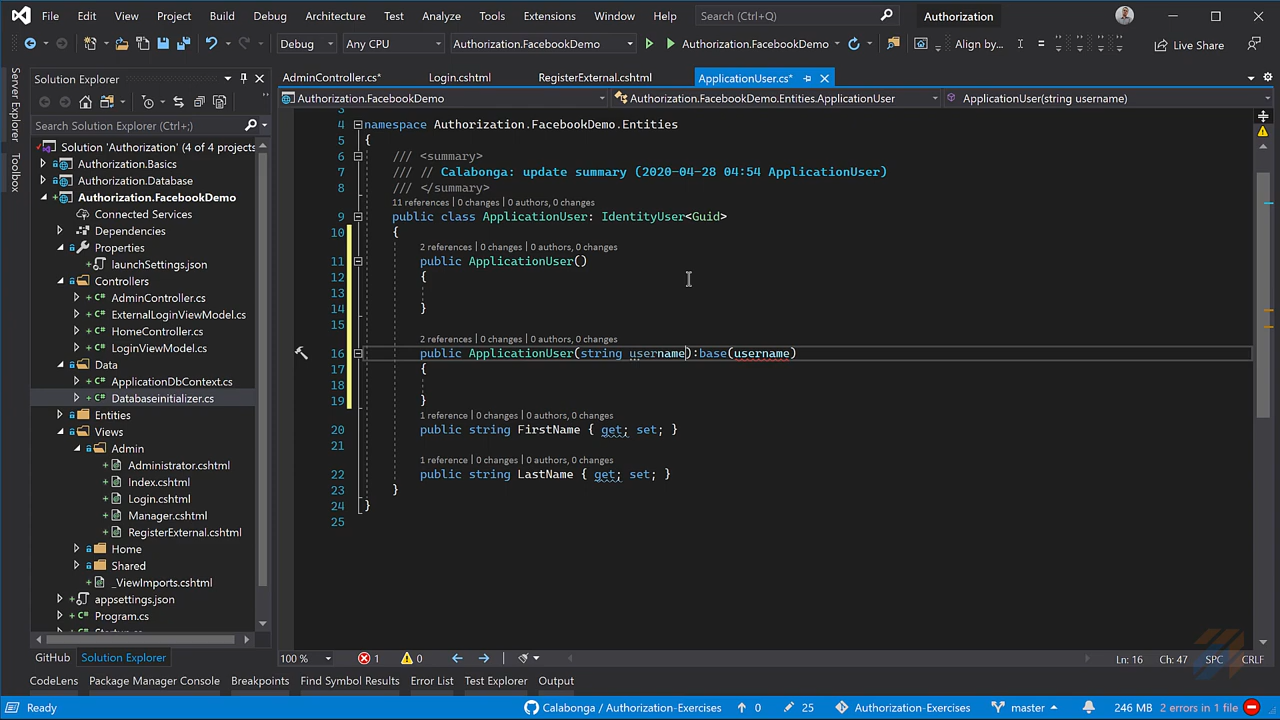 File Edit View Project Build Debug Architecture Test Analyze Tools Extensions Window Help Search (Ctrl+Q) Authorization
Debug Any CPU Authorization.FacebookDemo Authorization.FacebookDemo Align by... Live Share
Server Explorer
Toolbox
Solution Explorer
Search Solution Explorer (Ctrl+;)
Solution 'Authorization' (4 of 4 projects
Authorization.Basics
Authorization.Database
Authorization.FacebookDemo
Connected Services
Dependencies
Properties
launchSettings.json
Controllers
AdminController.cs
ExternalLoginViewModel.cs
HomeController.cs
LoginViewModel.cs
Data
ApplicationDbContext.cs
Databaseinitializer.cs
Entities
Views
Admin
Administrator.cshtml
Index.cshtml
Login.cshtml
Manager.cshtml
RegisterExternal.cshtml
Home
Shared
_ViewImports.cshtml
appsettings.json
Program.cs
GitHub Solution Explorer
AdminController.cs* Login.cshtml RegisterExternal.cshtml ApplicationUser.cs*
Authorization.FacebookDemo Authorization.FacebookDemo.Entities.ApplicationUser ApplicationUser(string username)
3
4 namespace Authorization.FacebookDemo.Entities
5 {
6 /// <summary>
7 /// // Calabonga: update summary (2020-04-28 04:54 ApplicationUser)
8 /// </summary>
11 references | 0 changes | 0 authors, 0 changes
9 public class ApplicationUser: IdentityUser<Guid>
10 {
2 references | 0 changes | 0 authors, 0 changes
11 public ApplicationUser()
12 {
13
14 }
15
2 references | 0 changes | 0 authors, 0 changes
16 public ApplicationUser(string username):base(username)
17 {
18
19 }
1 reference | 0 changes | 0 authors, 0 changes
20 public string FirstName { get; set; }
21
1 reference | 0 changes | 0 authors, 0 changes
22 public string LastName { get; set; }
23 }
24 }
25
100 % 1 0 Ln: 16 Ch: 47 SPC CRLF
CodeLens Package Manager Console Breakpoints Find Symbol Results Error List Test Explorer Output
Ready Calabonga / Authorization-Exercises 0 25 Authorization-Exercises master 246 MB 2 errors in 1 file